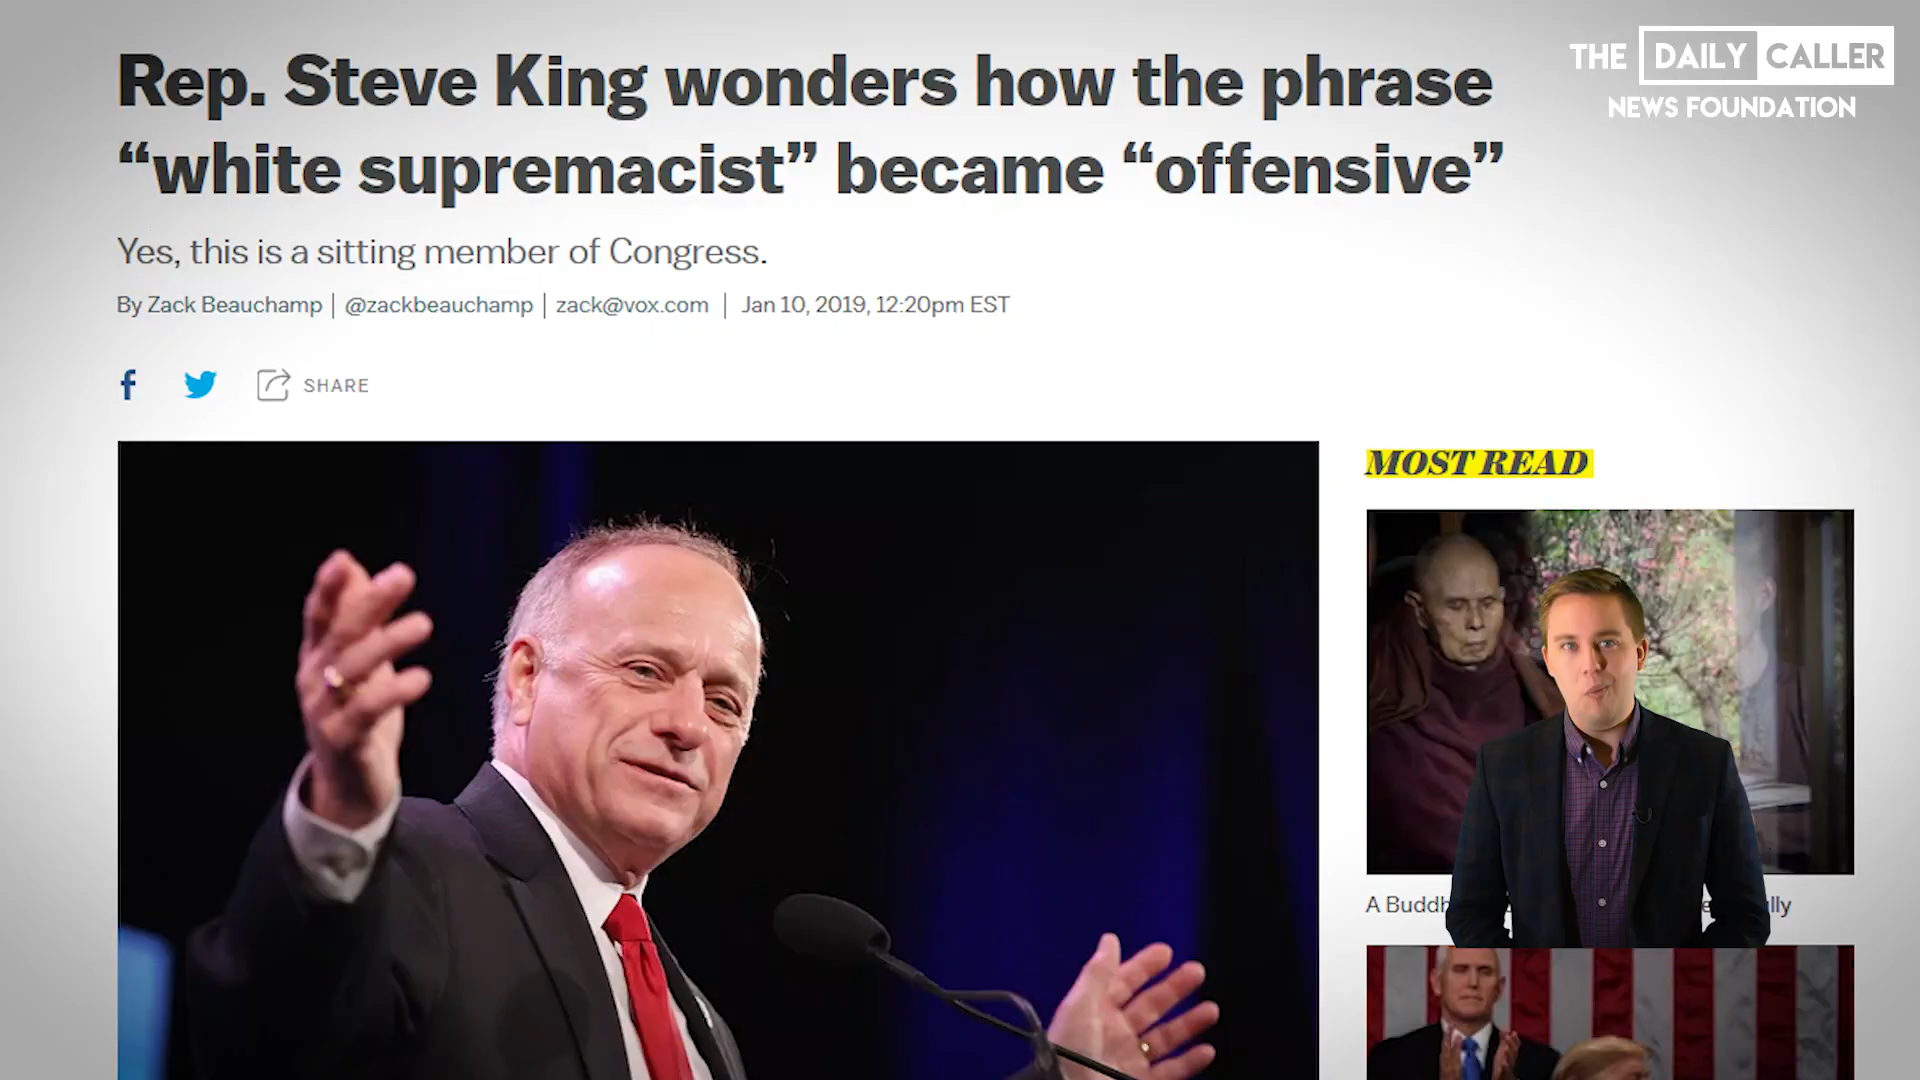 Rep. Steve King wonders how the phrase
“white supremacist” became “offensive”
Yes, this is a sitting member of Congress.
By Zack Beauchamp | @zackbeauchamp | zack@vox.com | Jan 10, 2019, 12:20pm EST
SHARE
THE DAILY CALLER
NEWS FOUNDATION
MOST READ
A